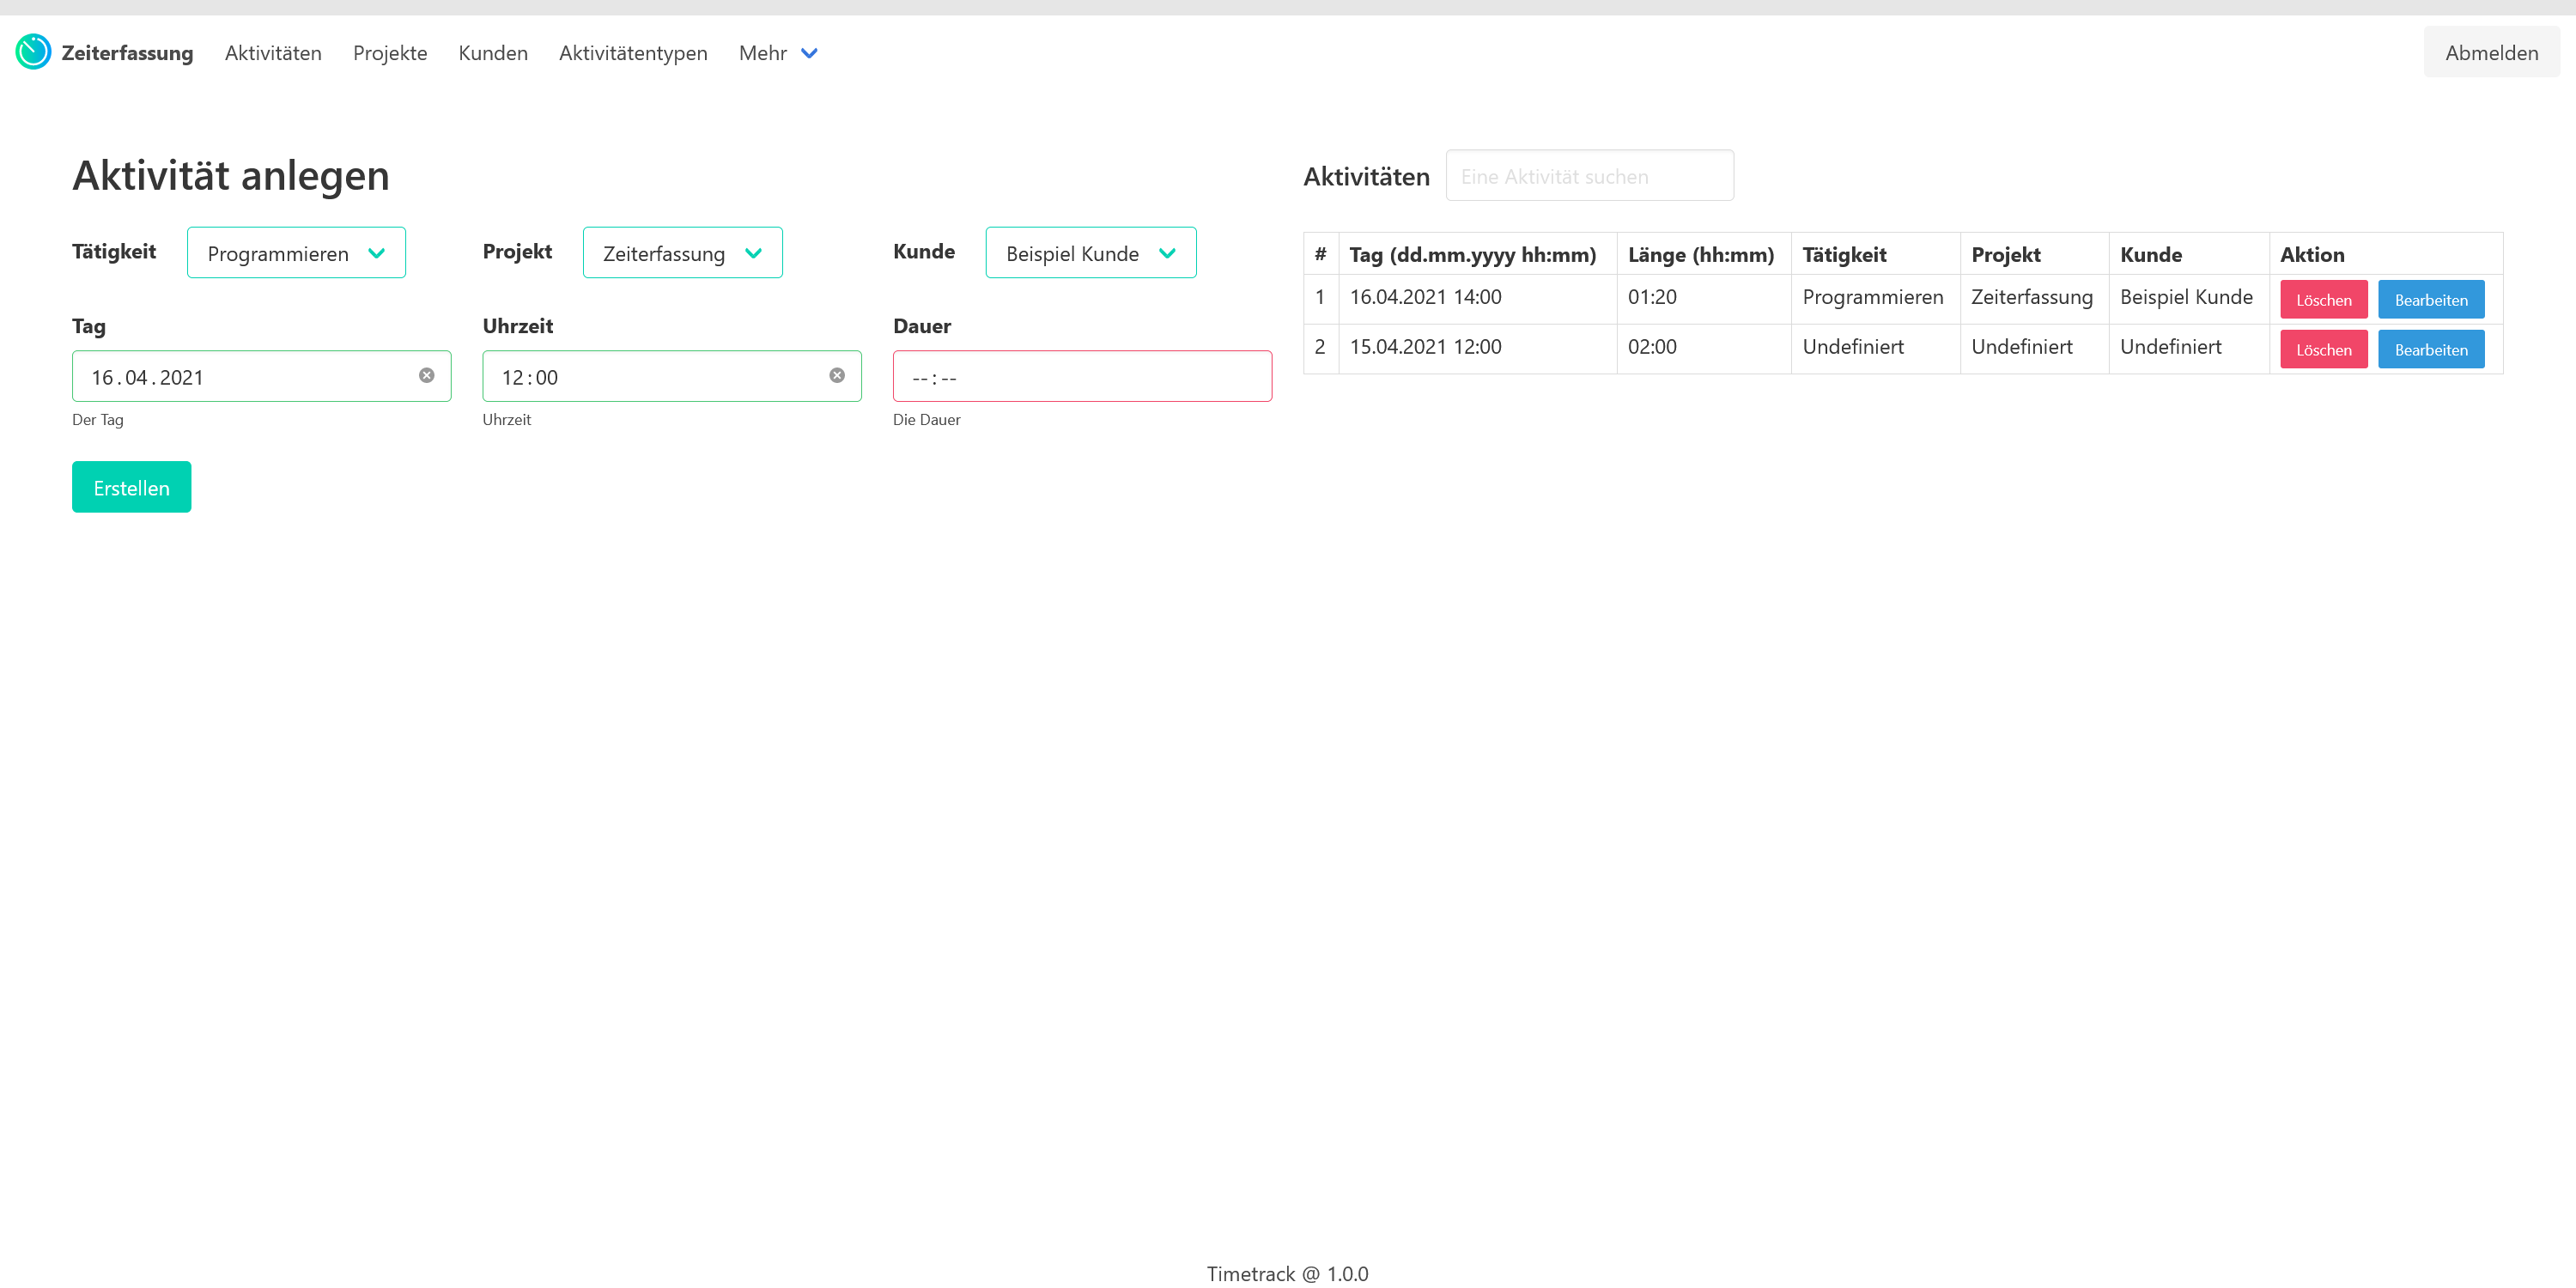 Zeiterfassung Aktivitäten Projekte Kunden Aktivitätentypen Mehr Abmelden
Aktivität anlegen
Tätigkeit Programmieren Projekt Zeiterfassung Kunde Beispiel Kunde
Tag Uhrzeit Dauer
16.04.2021 12:00 --:--
Der Tag Uhrzeit Die Dauer
Erstellen
Aktivitäten Eine Aktivität suchen
# Tag (dd.mm.yyyy hh:mm) Länge (hh:mm) Tätigkeit Projekt Kunde Aktion
1 16.04.2021 14:00 01:20 Programmieren Zeiterfassung Beispiel Kunde Löschen Bearbeiten
2 15.04.2021 12:00 02:00 Undefiniert Undefiniert Undefiniert Löschen Bearbeiten
Timetrack @ 1.0.0